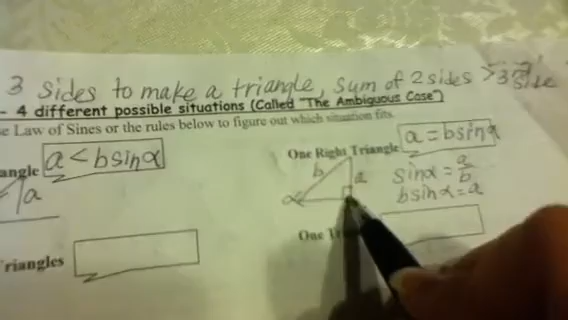 3 sides to make a triangle, sum of 2 sides > 3rd side
- 4 different possible situations (Called "The Ambiguous Case")
Law of Sines or the rules below to figure out which situation fits.
angle a < b sin α
One Right Triangle a = b sin α
a
b
a
α
sin α = a/b
b sin α = a
One
Triangles